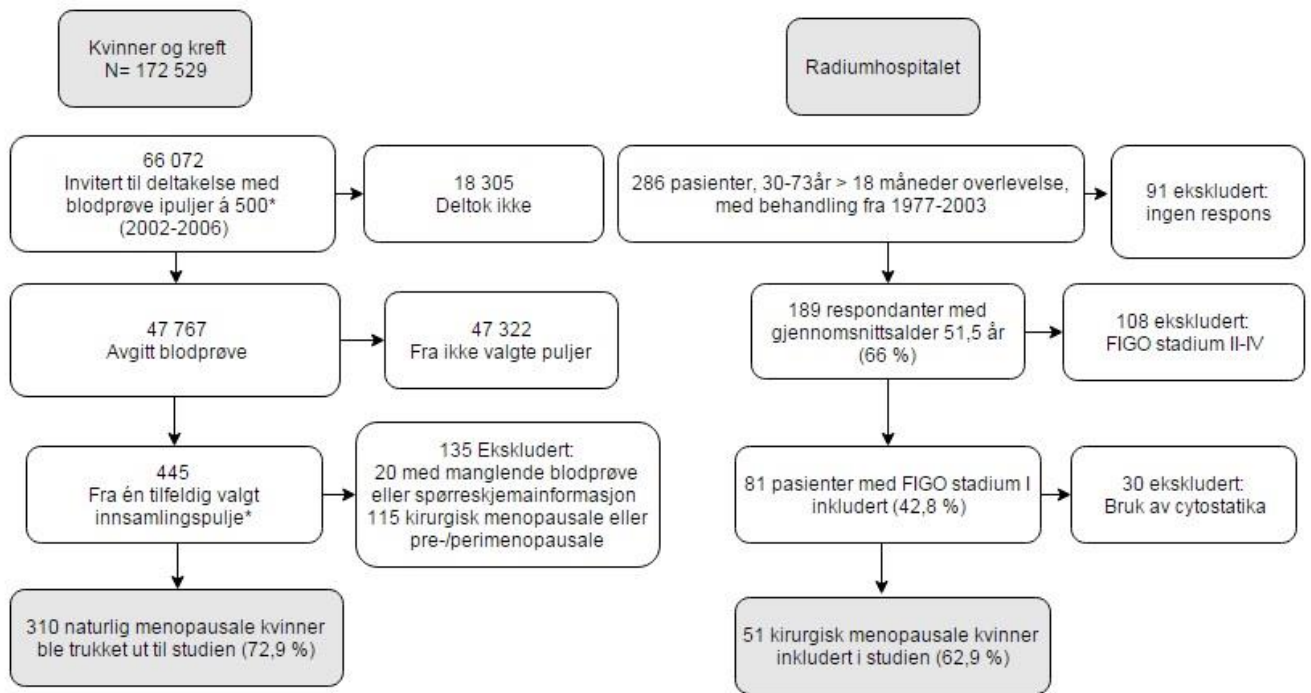 Kvinner og kreft
N= 172 529
66 072
Invitert til deltakelse med
blodprøve ipuljer á 500*
(2002-2006)
18 305
Deltok ikke
47 767
Avgitt blodprøve
47 322
Fra ikke valgte puljer
445
Fra én tilfeldig valgt
innsamlingspulje*
135 Ekskludert:
20 med manglende blodprøve
eller spørreskjemainformasjon
115 kirurgisk menopausale eller
pre-/perimenopausale
310 naturlig menopausale kvinner
ble trukket ut til studien (72,9 %)
Radiumhospitalet
286 pasienter, 30-73år > 18 måneder overlevelse,
med behandling fra 1977-2003
91 ekskludert:
ingen respons
189 respondanter med
gjennomsnittsalder 51,5 år
(66 %)
108 ekskludert:
FIGO stadium II-IV
81 pasienter med FIGO stadium I
inkludert (42,8 %)
30 ekskludert:
Bruk av cytostatika
51 kirurgisk menopausale kvinner
inkludert i studien (62,9 %)